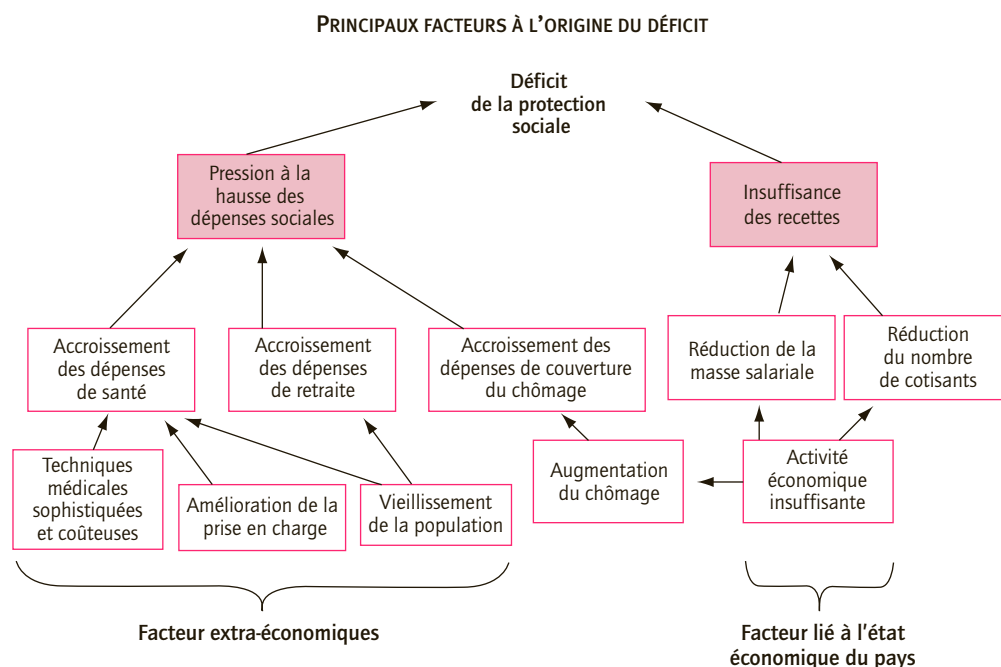 PRINCIPAUX FACTEURS À L'ORIGINE DU DÉFICIT
Déficit
de la protection
sociale
Pression à la
hausse des
dépenses sociales
Insuffisance
des recettes
Accroissement
des dépenses
de santé
Accroissement
des dépenses
de retraite
Accroissement des
dépenses de couverture
du chômage
Réduction de la
masse salariale
Réduction
du nombre
de cotisants
Techniques
médicales
sophistiquées
et coûteuses
Amélioration de la
prise en charge
Vieillissement
de la population
Augmentation
du chômage
Activité
économique
insuffisante
Facteur extra-économiques
Facteur lié à l'état
économique du pays